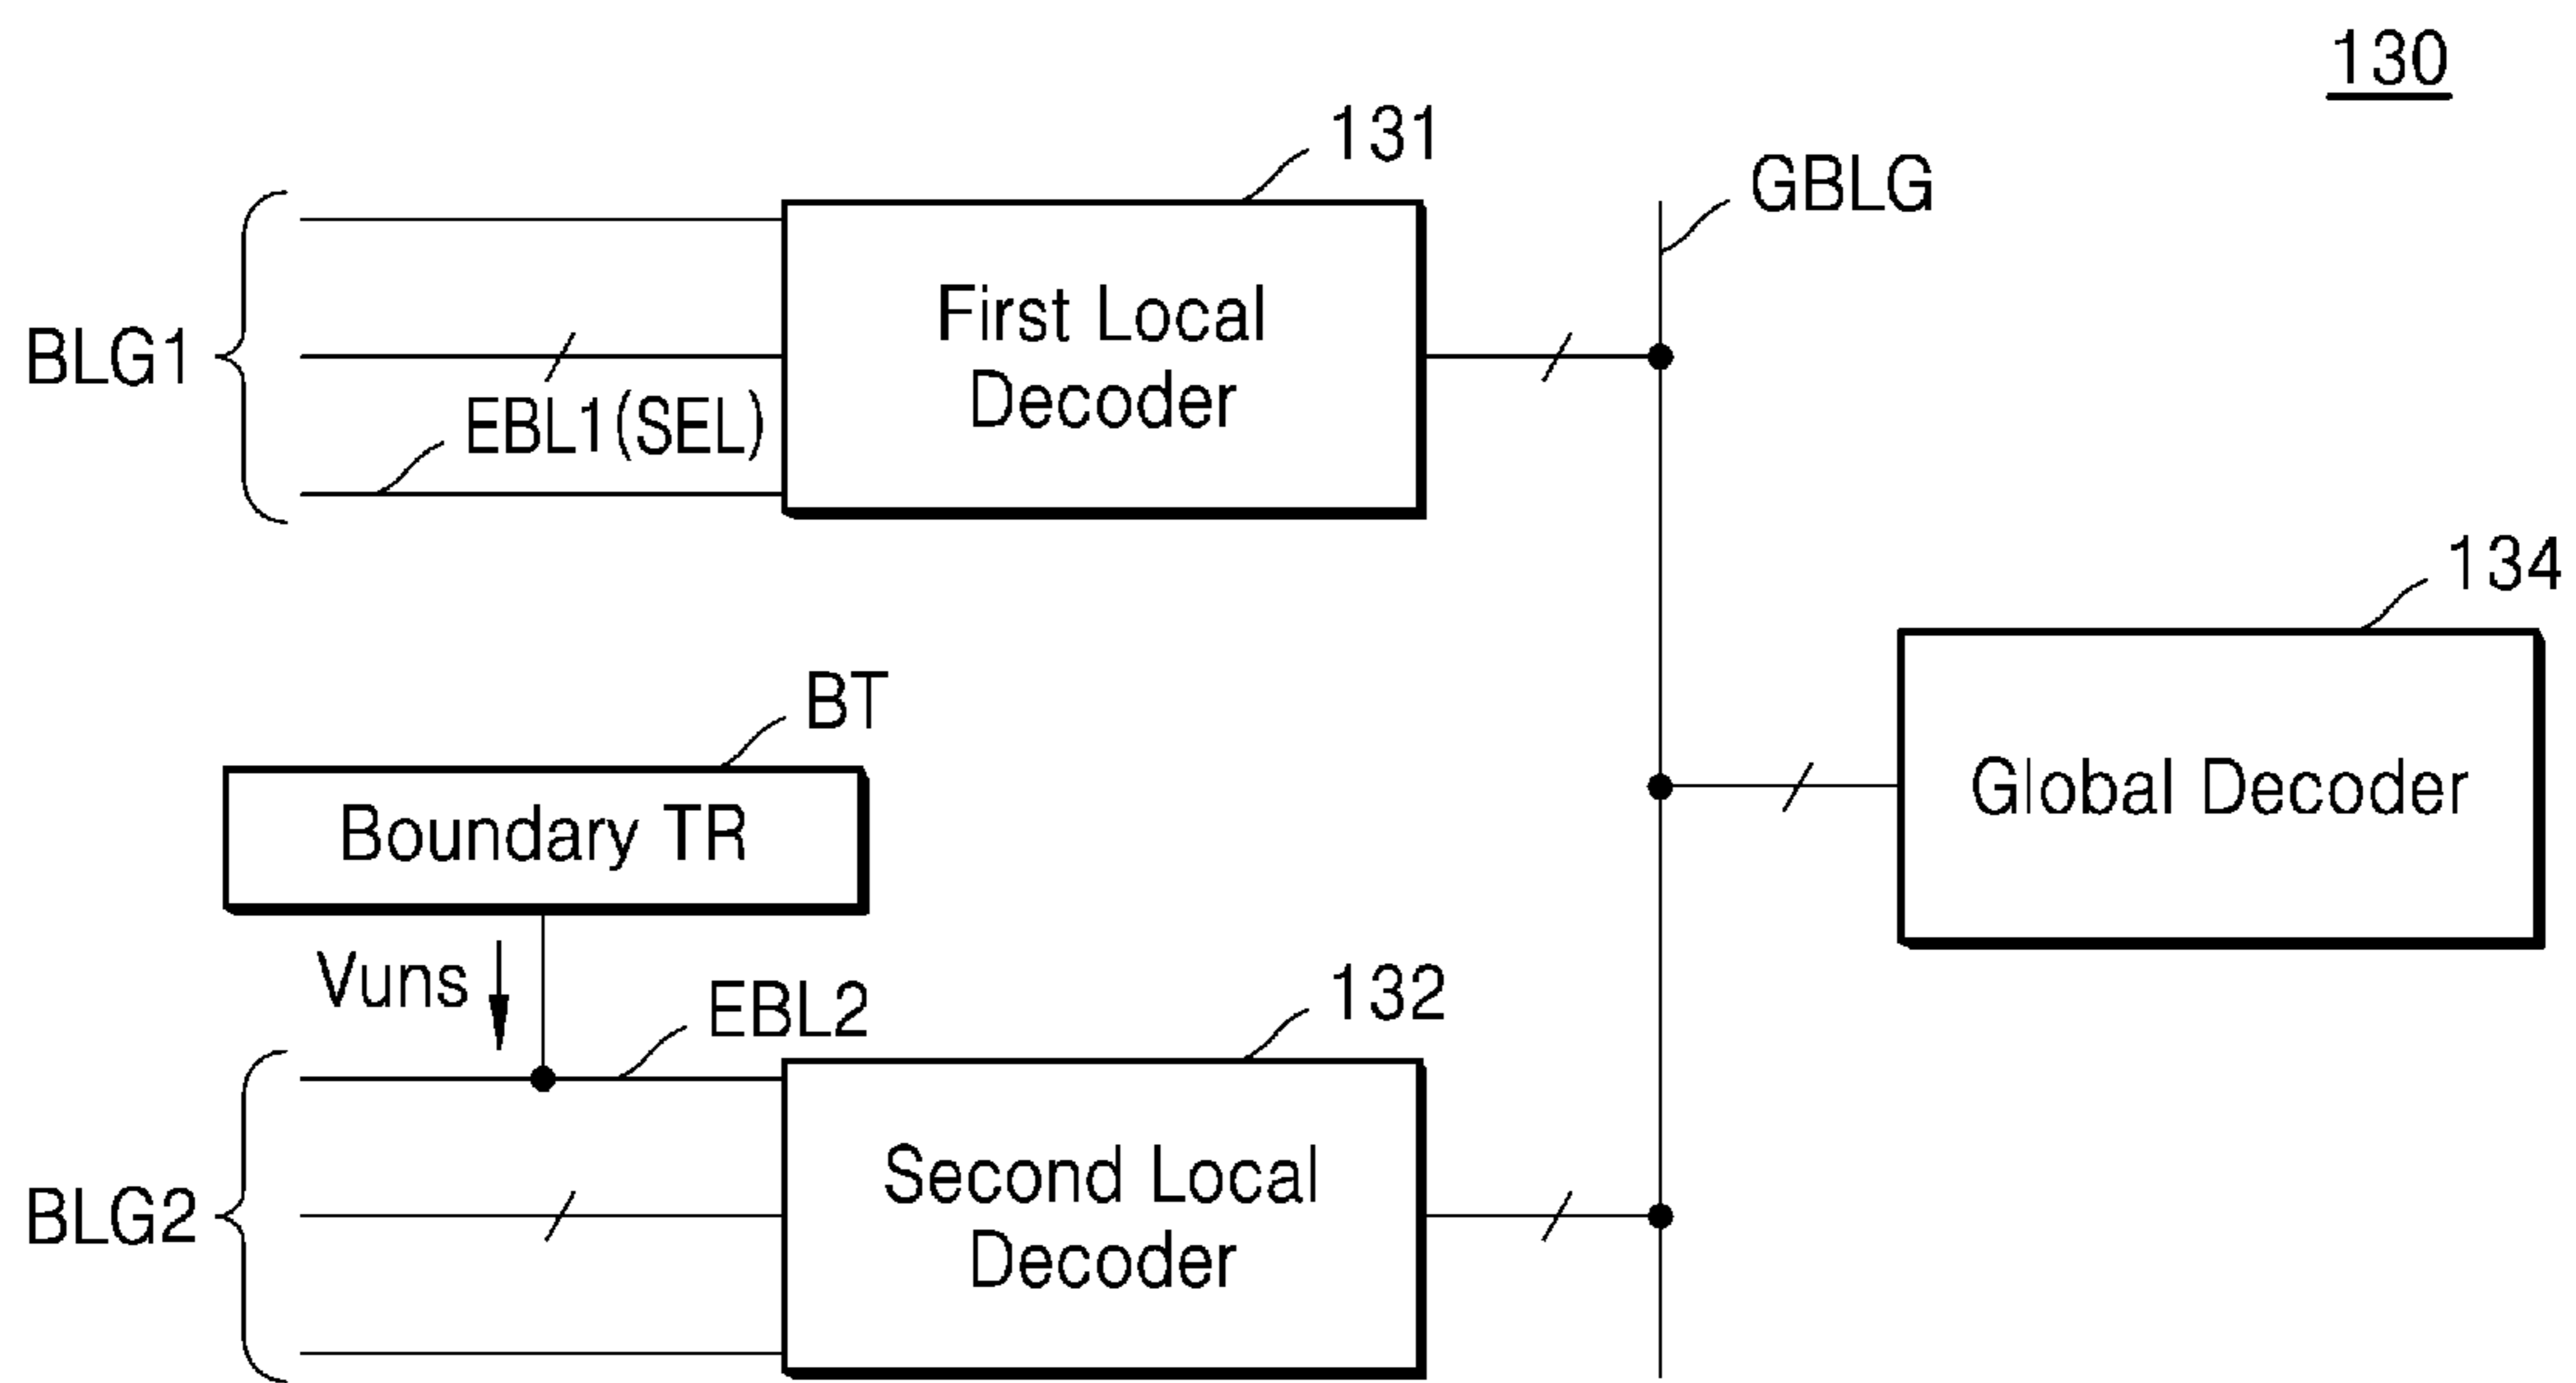 130
131
GBLG
First Local
Decoder
BLG1
EBL1(SEL)
134
BT
Boundary TR
Global Decoder
Vuns
EBL2
132
Second Local
Decoder
BLG2